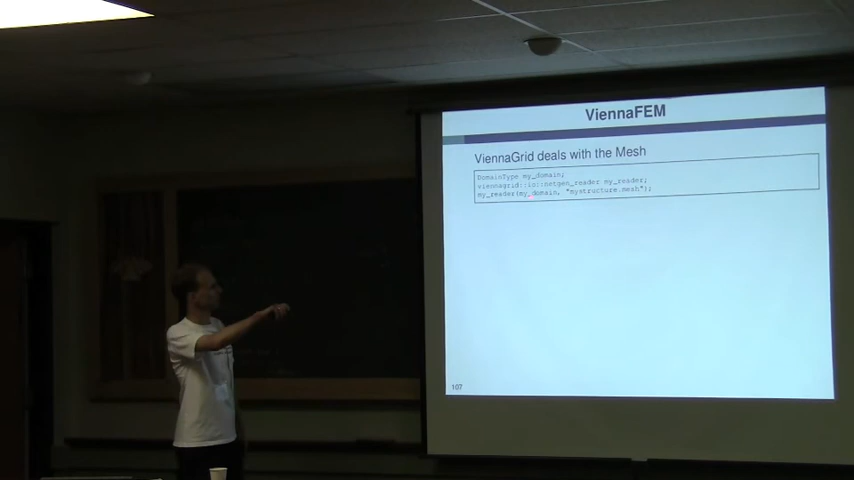 ViennaFEM
ViennaGrid deals with the Mesh
DomainType my_domain;
viennagrid::io::netgen_reader my_reader;
my_reader(my_domain, "mystructure.mesh");
107